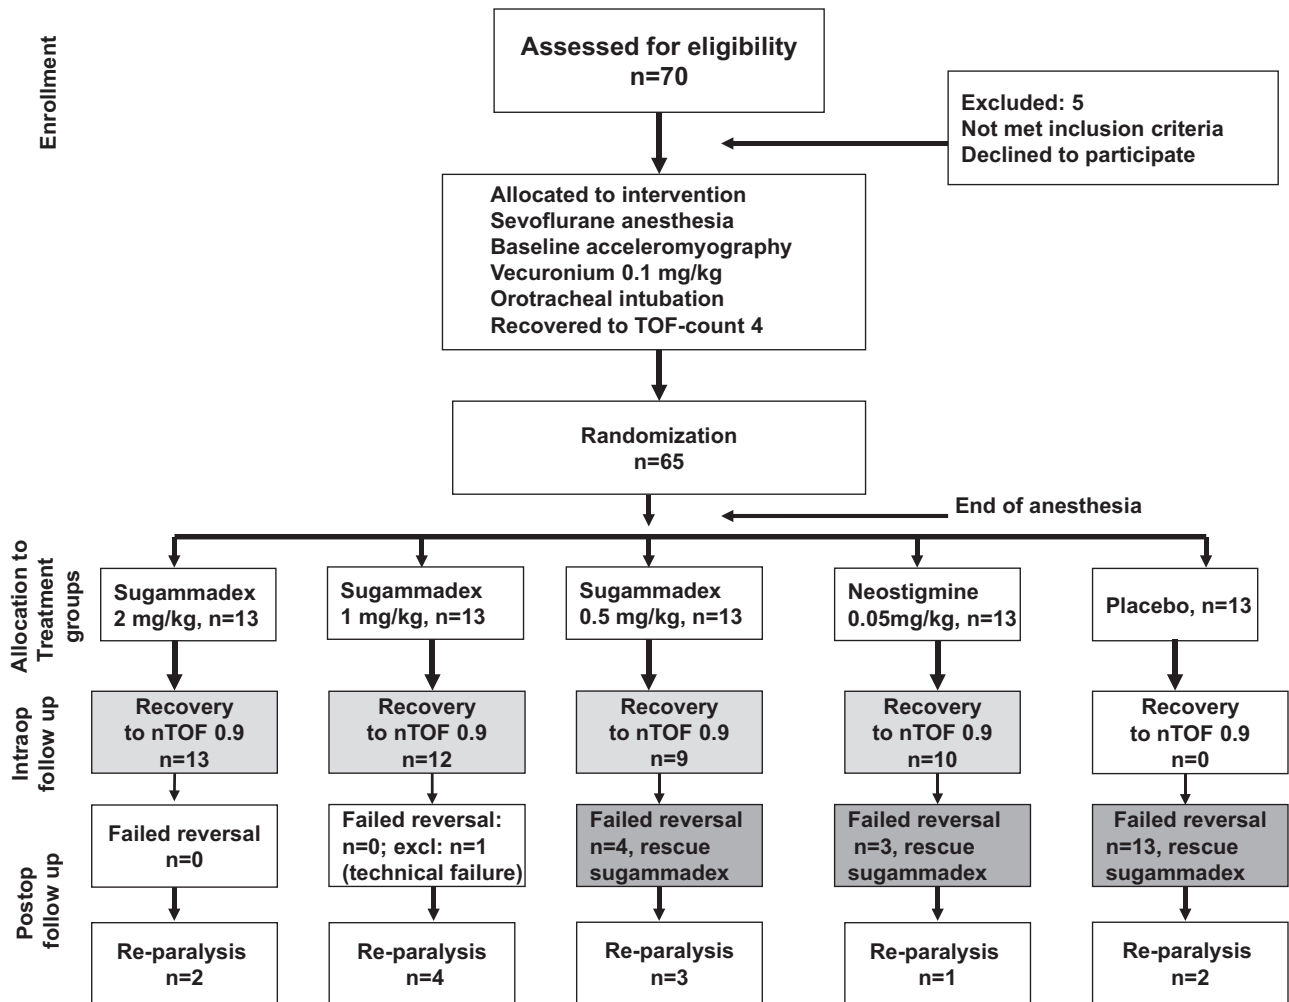 Enrollment
Assessed for eligibility
n=70
Excluded: 5
Not met inclusion criteria
Declined to participate
Allocated to intervention
Sevoflurane anesthesia
Baseline acceleromyography
Vecuronium 0.1 mg/kg
Orotracheal intubation
Recovered to TOF-count 4
Randomization
n=65
End of anesthesia
Allocation to
Treatment
groups
Sugammadex
2 mg/kg, n=13
Sugammadex
1 mg/kg, n=13
Sugammadex
0.5 mg/kg, n=13
Neostigmine
0.05mg/kg, n=13
Placebo, n=13
Intraop
follow up
Recovery
to nTOF 0.9
n=13
Recovery
to nTOF 0.9
n=12
Recovery
to nTOF 0.9
n=9
Recovery
to nTOF 0.9
n=10
Recovery
to nTOF 0.9
n=0
Postop
follow up
Failed reversal
n=0
Failed reversal:
n=0; excl: n=1
(technical failure)
Failed reversal
n=4, rescue
sugammadex
Failed reversal
n=3, rescue
sugammadex
Failed reversal
n=13, rescue
sugammadex
Re-paralysis
n=2
Re-paralysis
n=4
Re-paralysis
n=3
Re-paralysis
n=1
Re-paralysis
n=2